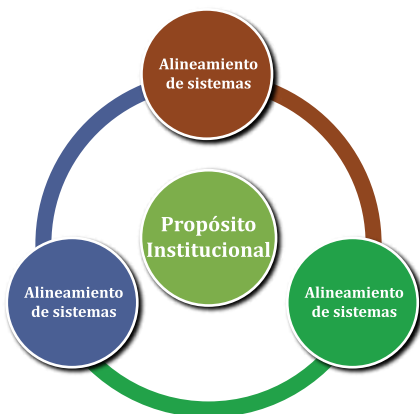 Alineamiento
de sistemas
Propósito
Institucional
Alineamiento
de sistemas
Alineamiento
de sistemas